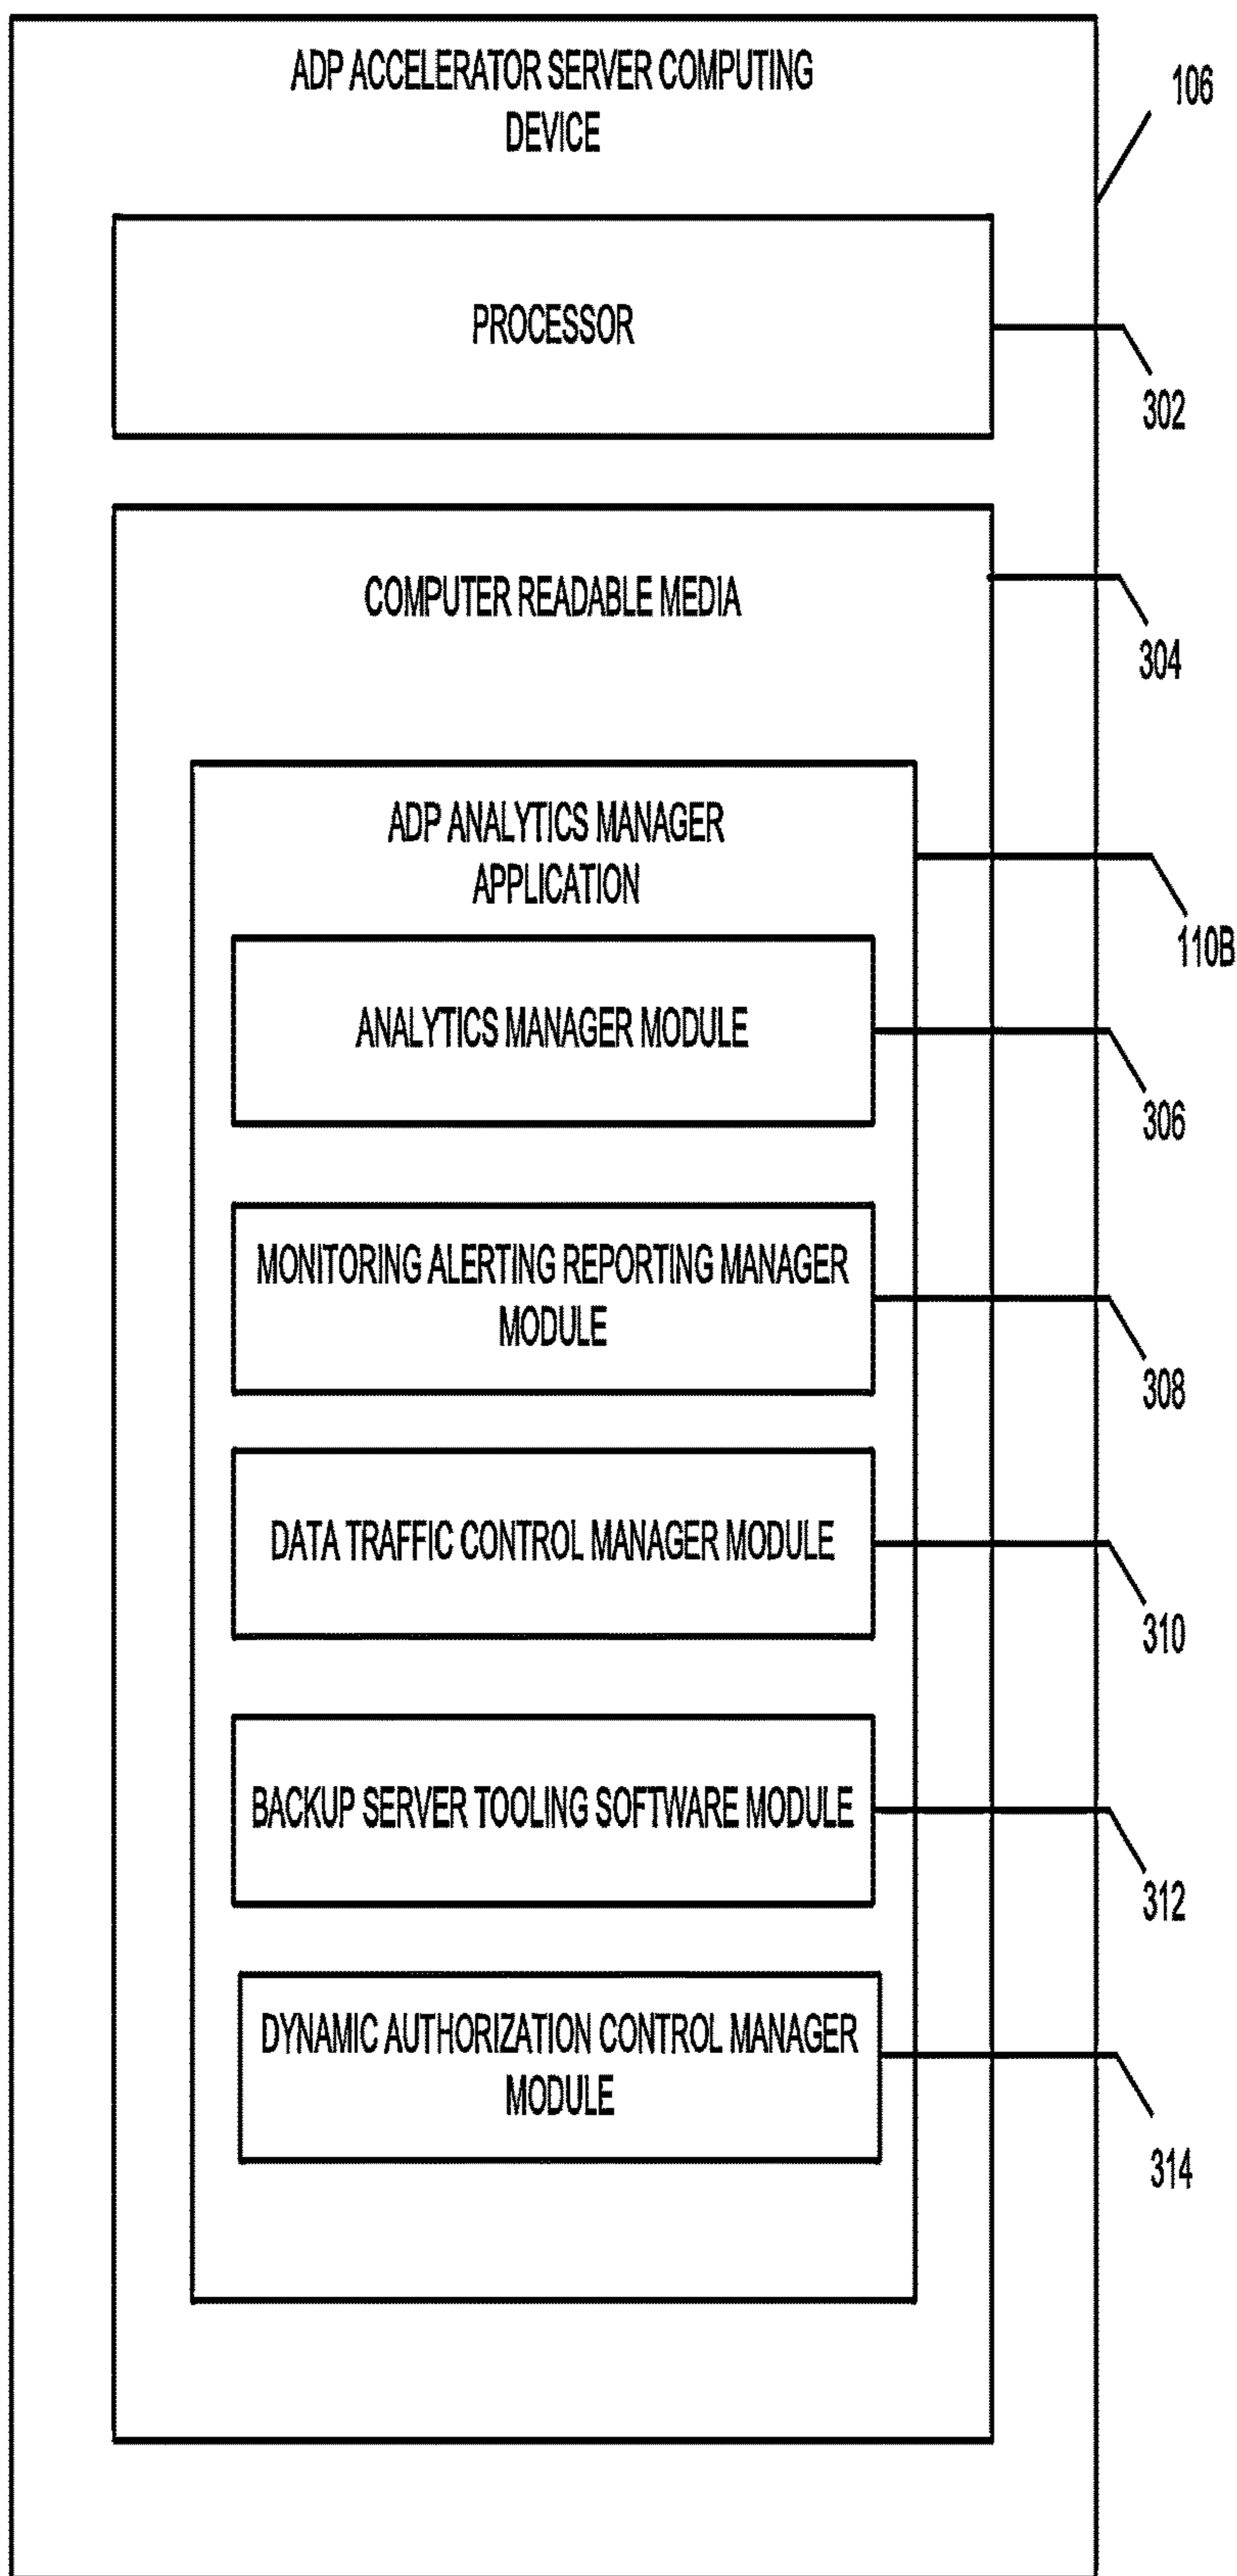 ADP ACCELERATOR SERVER COMPUTING
DEVICE
106
PROCESSOR
302
COMPUTER READABLE MEDIA
304
ADP ANALYTICS MANAGER
APPLICATION
110B
ANALYTICS MANAGER MODULE
306
MONITORING ALERTING REPORTING MANAGER
MODULE
308
DATA TRAFFIC CONTROL MANAGER MODULE
310
BACKUP SERVER TOOLING SOFTWARE MODULE
312
DYNAMIC AUTHORIZATION CONTROL MANAGER
MODULE
314